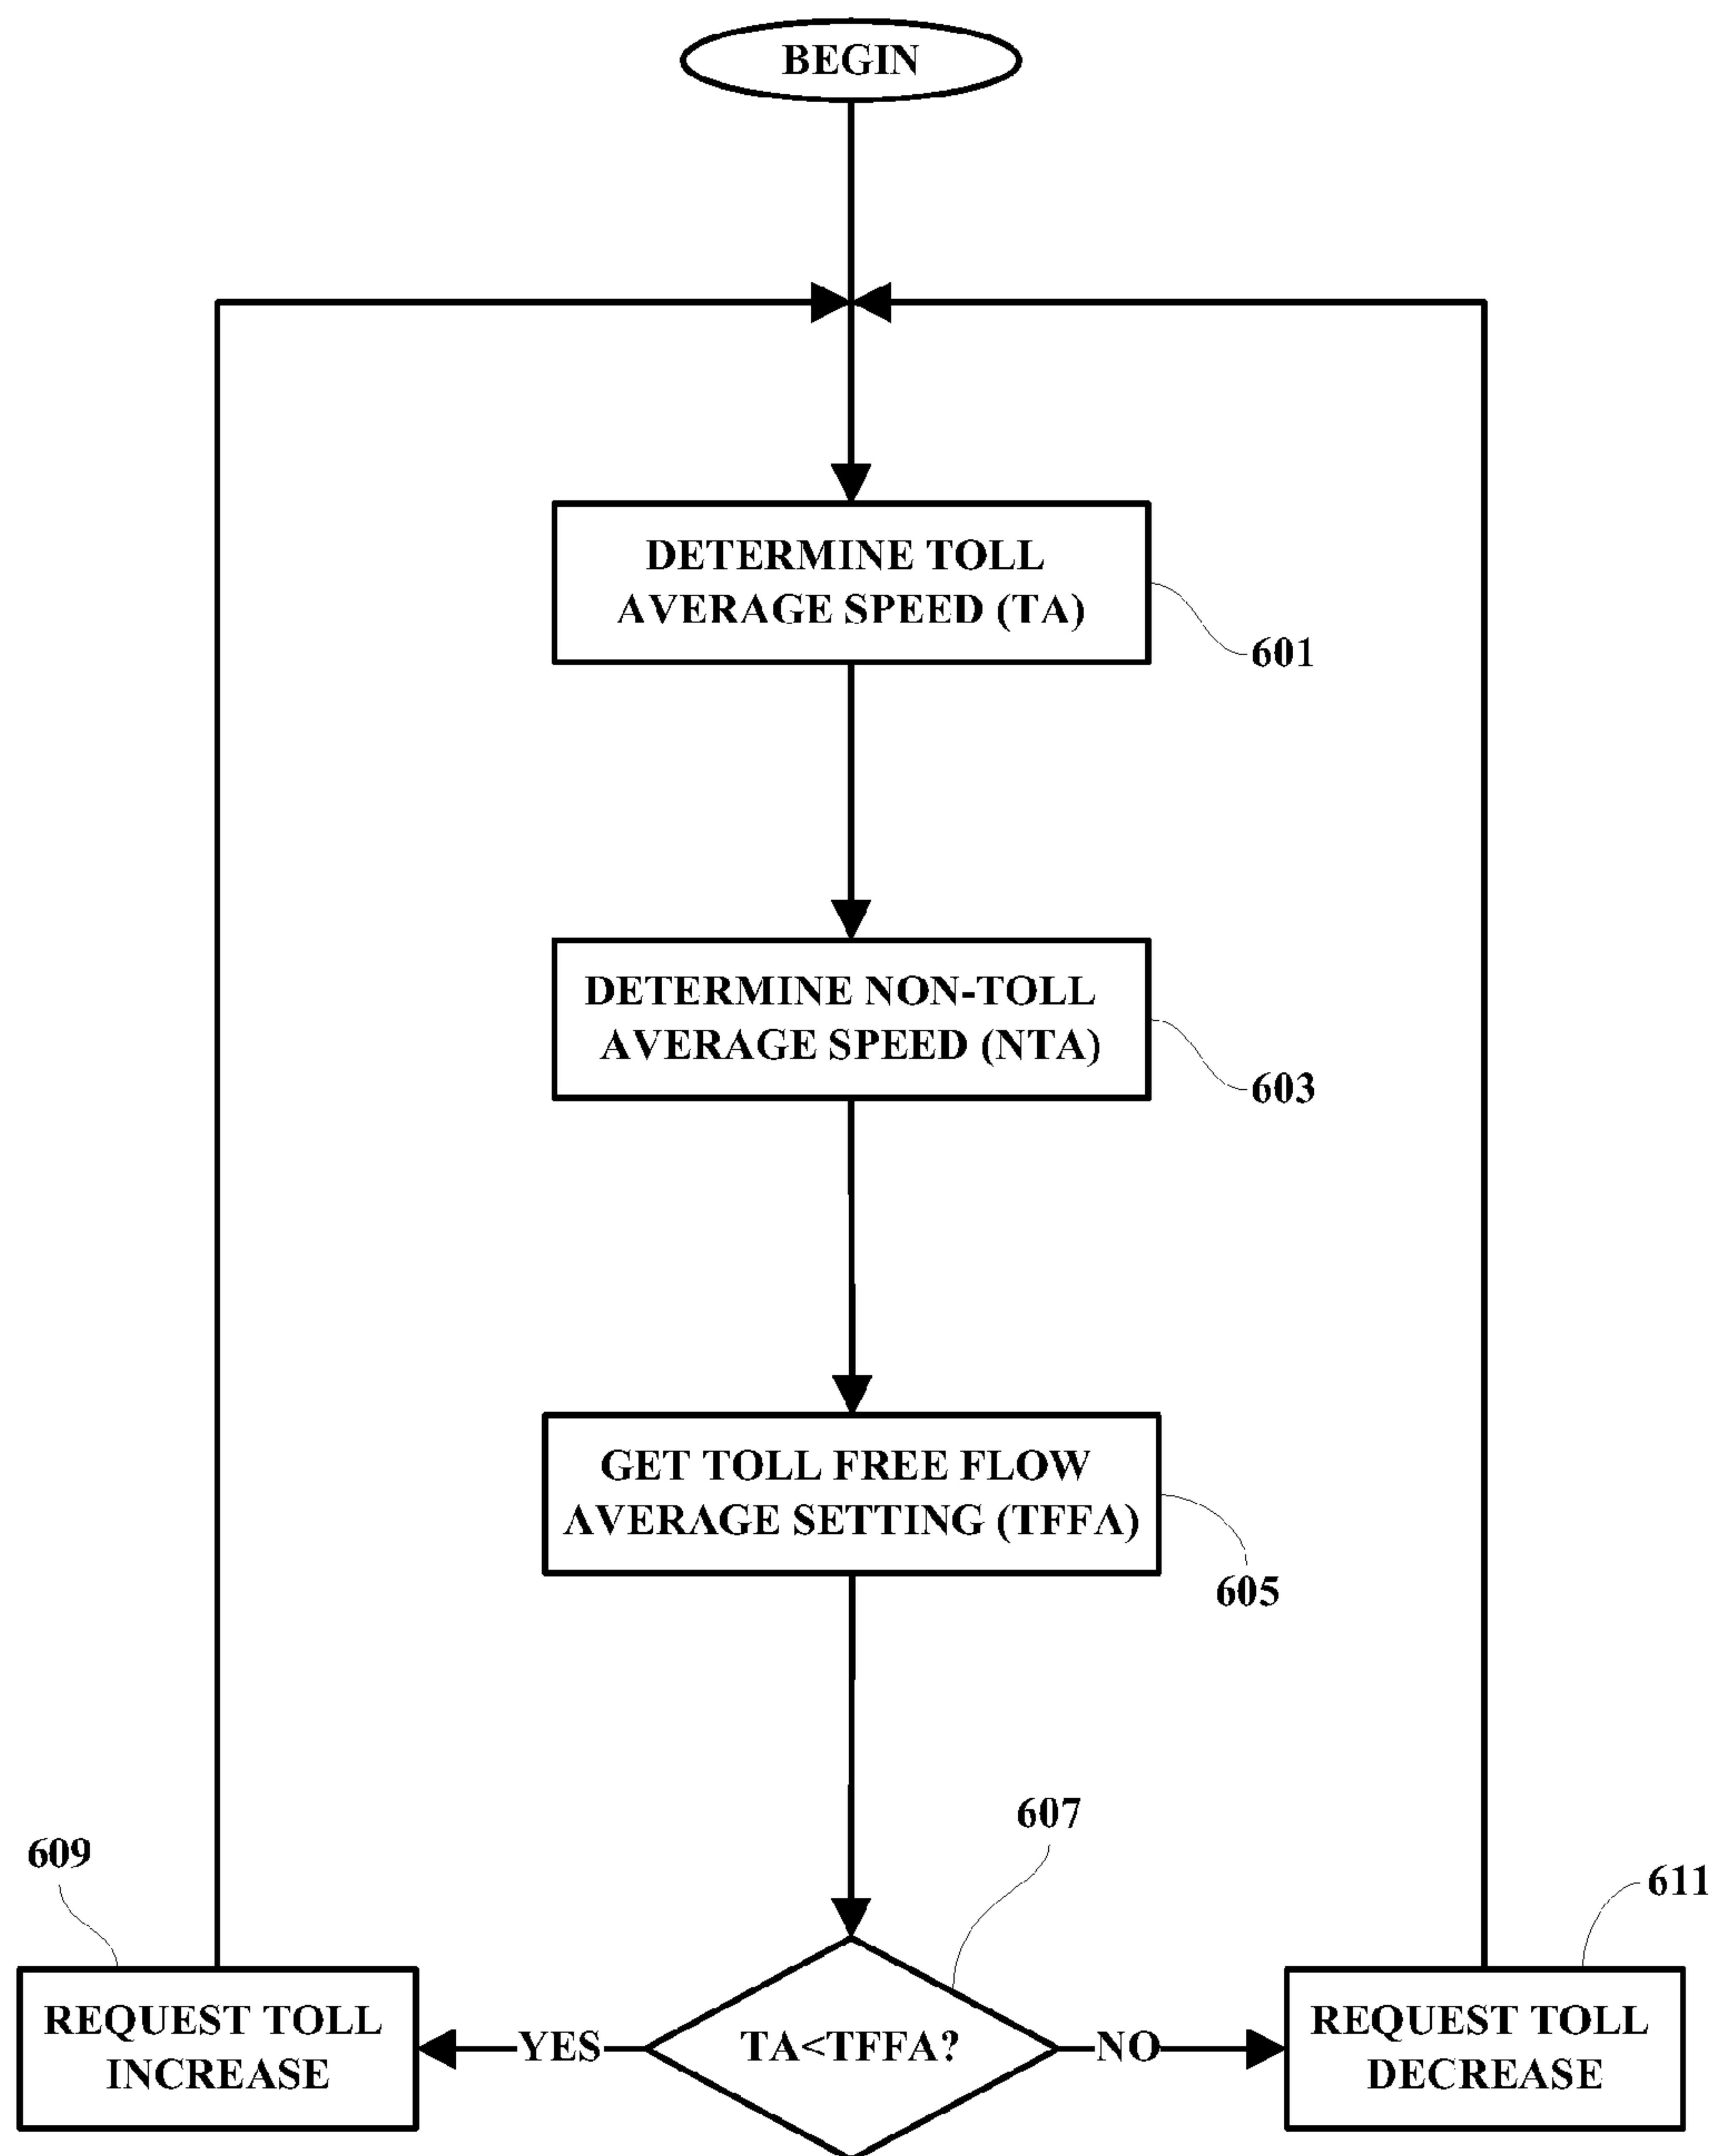 BEGIN
DETERMINE TOLL
AVERAGE SPEED (TA)
601
DETERMINE NON-TOLL
AVERAGE SPEED (NTA)
603
GET TOLL FREE FLOW
AVERAGE SETTING (TFFA)
605
607
609
611
REQUEST TOLL
INCREASE
YES
TA<TFFA?
NO
REQUEST TOLL
DECREASE